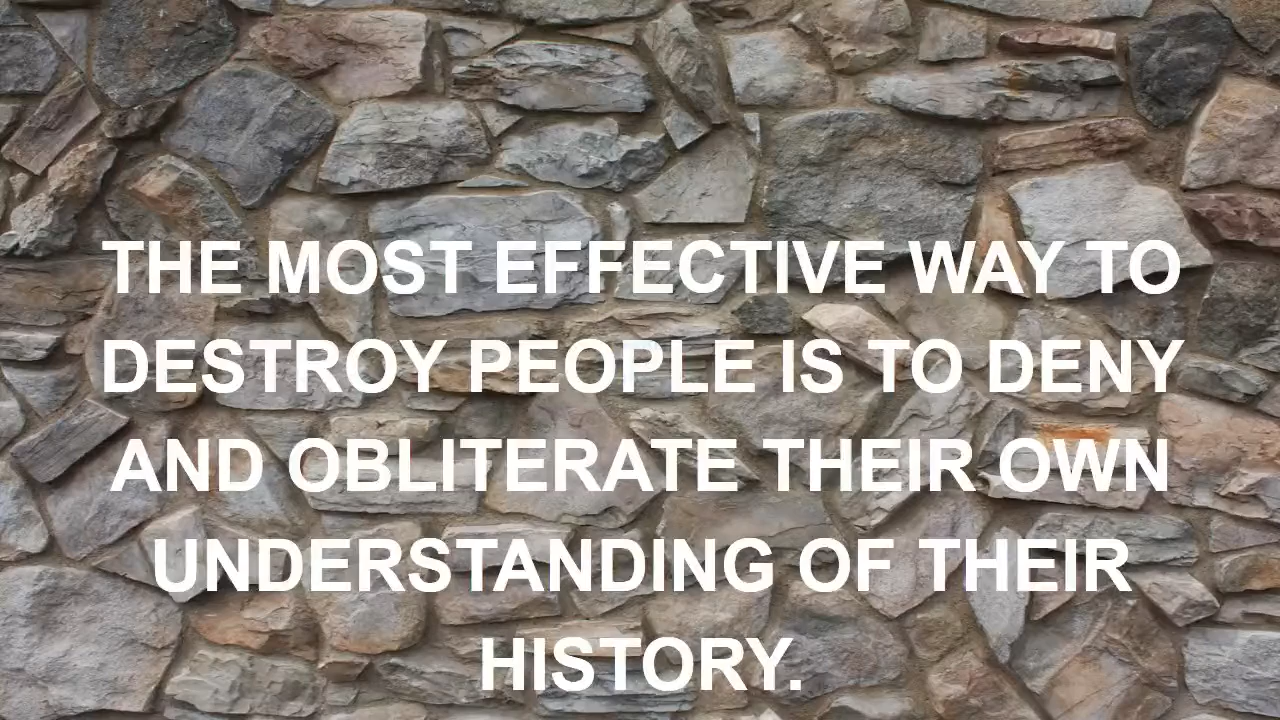 THE MOST EFFECTIVE WAY TO
DESTROY PEOPLE IS TO DENY
AND OBLITERATE THEIR OWN
UNDERSTANDING OF THEIR
HISTORY.